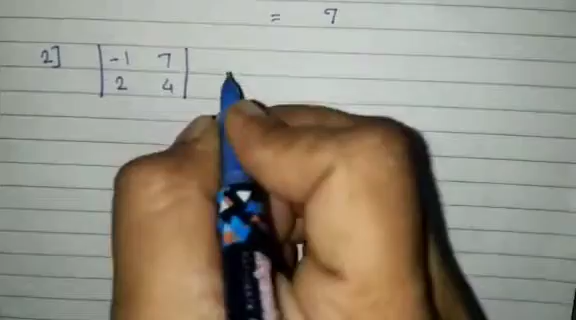 = 7
2] | -1 7 |
| 2 4 |